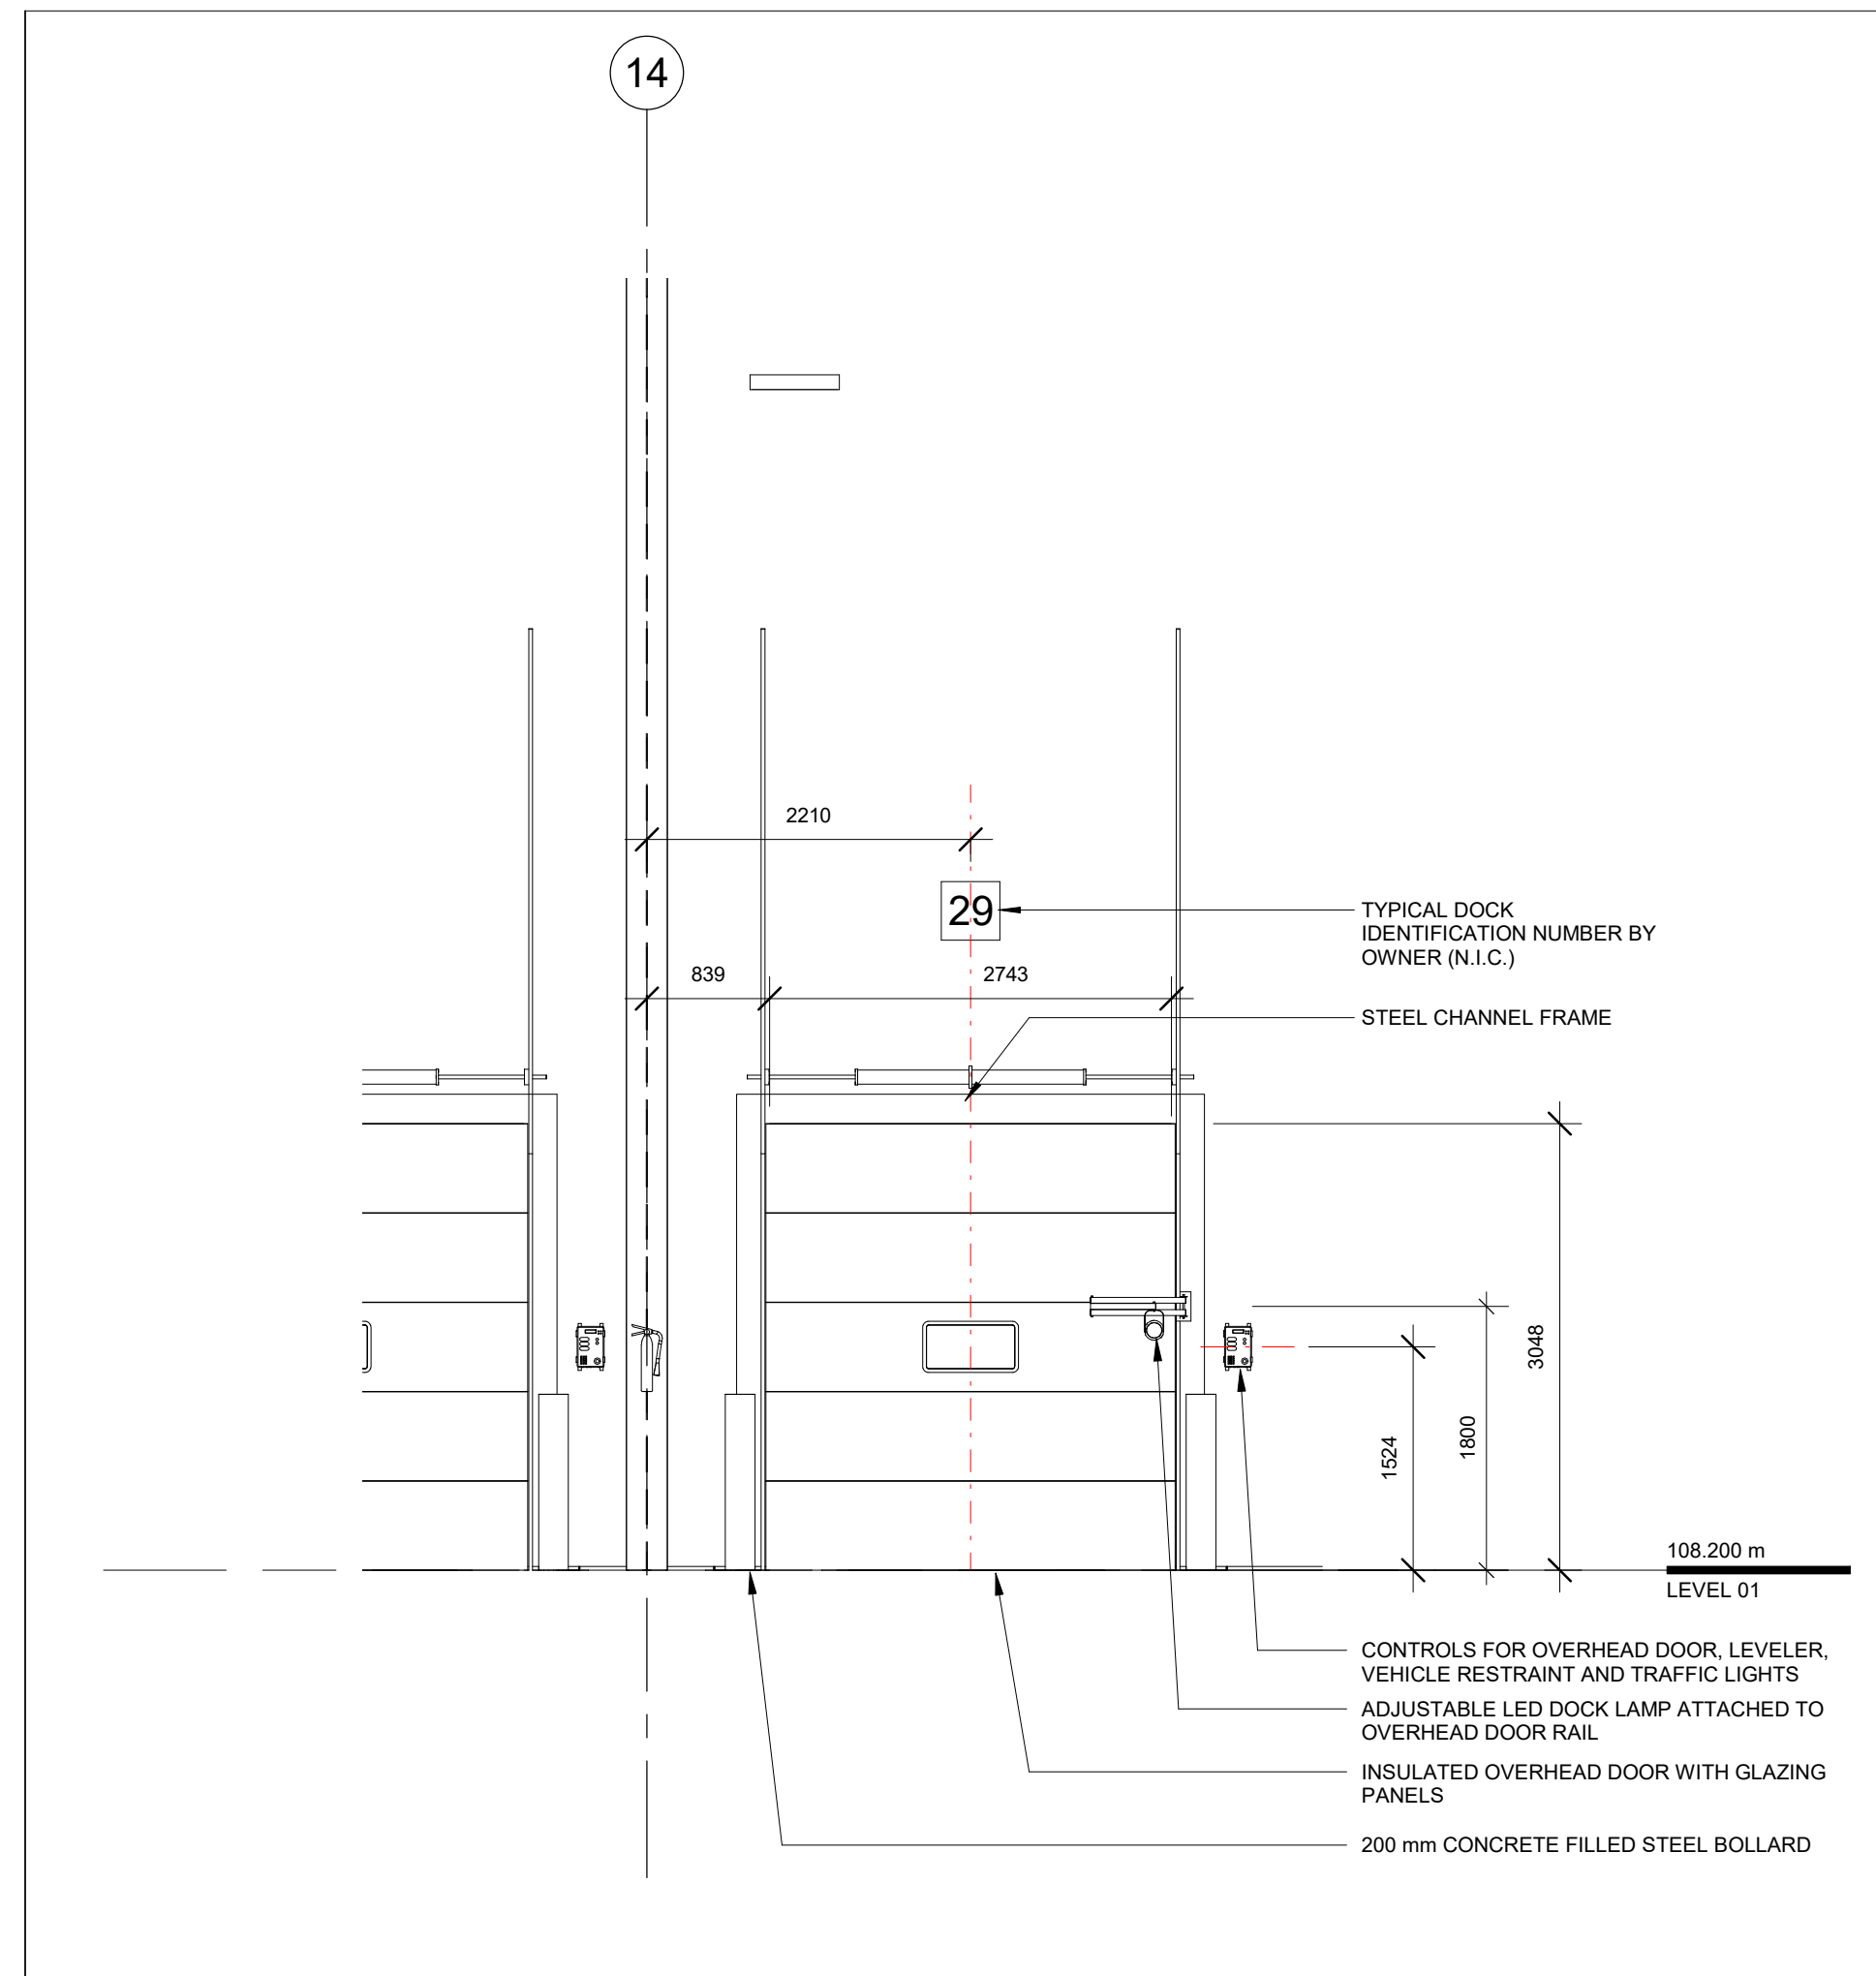 14
2210
29
TYPICAL DOCK
IDENTIFICATION NUMBER BY
OWNER (N.I.C.)
839
2743
STEEL CHANNEL FRAME
3048
1800
1524
108.200 m
LEVEL 01
CONTROLS FOR OVERHEAD DOOR, LEVELER,
VEHICLE RESTRAINT AND TRAFFIC LIGHTS
ADJUSTABLE LED DOCK LAMP ATTACHED TO
OVERHEAD DOOR RAIL
INSULATED OVERHEAD DOOR WITH GLAZING
PANELS
200 mm CONCRETE FILLED STEEL BOLLARD